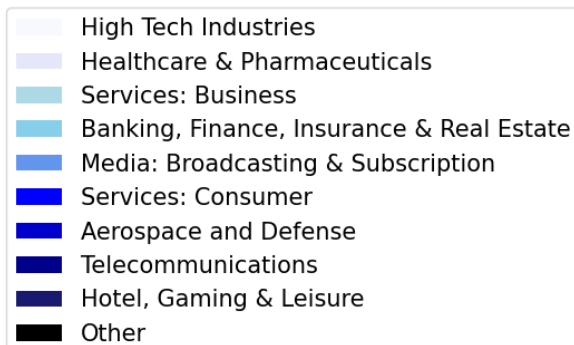 High Tech Industries
Healthcare & Pharmaceuticals
Services: Business
Banking, Finance, Insurance & Real Estate
Media: Broadcasting & Subscription
Services: Consumer
Aerospace and Defense
Telecommunications
Hotel, Gaming & Leisure
Other